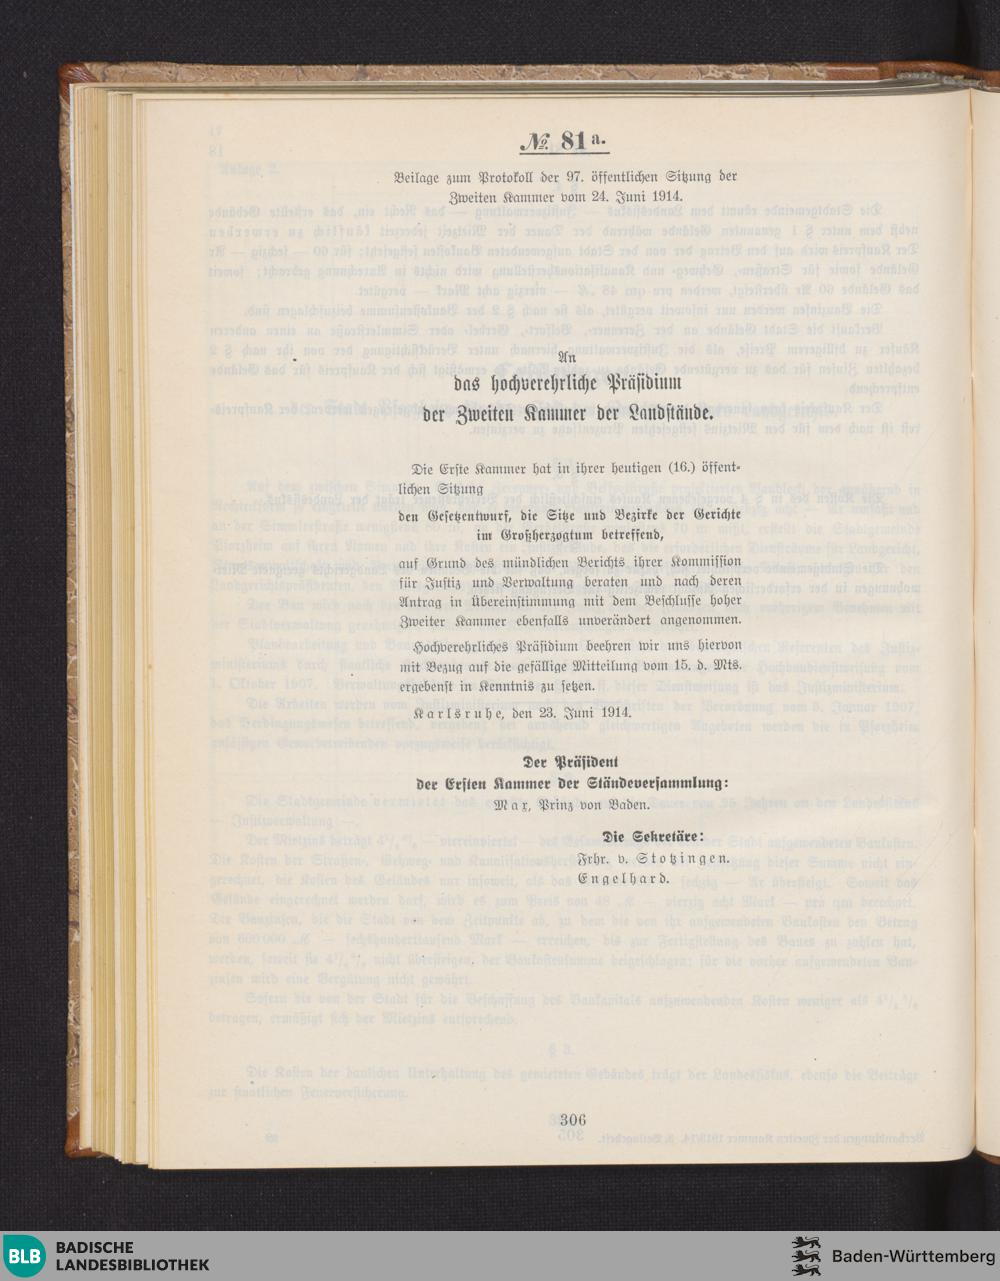 № 81a.
Beilage zum Protokoll der 97. öffentlichen Sitzung der
Zweiten Kammer vom 24. Juni 1914.
An
das hochverehrliche Präsidium
der Zweiten Kammer der Landstände.
Die Erste Kammer hat in ihrer heutigen (16.) öffent-
lichen Sitzung
den Gesetzentwurf, die Sitze und Bezirke der Gerichte
im Großherzogtum betreffend,
auf Grund des mündlichen Berichts ihrer Kommission
für Justiz und Verwaltung beraten und nach deren
Antrag in Übereinstimmung mit dem Beschlusse hoher
Zweiter Kammer ebenfalls unverändert angenommen.
Hochverehrliches Präsidium beehren wir uns hiervon
mit Bezug auf die gefällige Mitteilung vom 15. d. Mts.
ergebenst in Kenntnis zu setzen.
Karlsruhe, den 23. Juni 1914.
Der Präsident
der Ersten Kammer der Ständeversammlung:
Max, Prinz von Baden.
Die Sekretäre:
Frhr. v. Stotzingen.
Engelhard.
306
BLB BADISCHE
LANDESBIBLIOTHEK
Baden-Württemberg